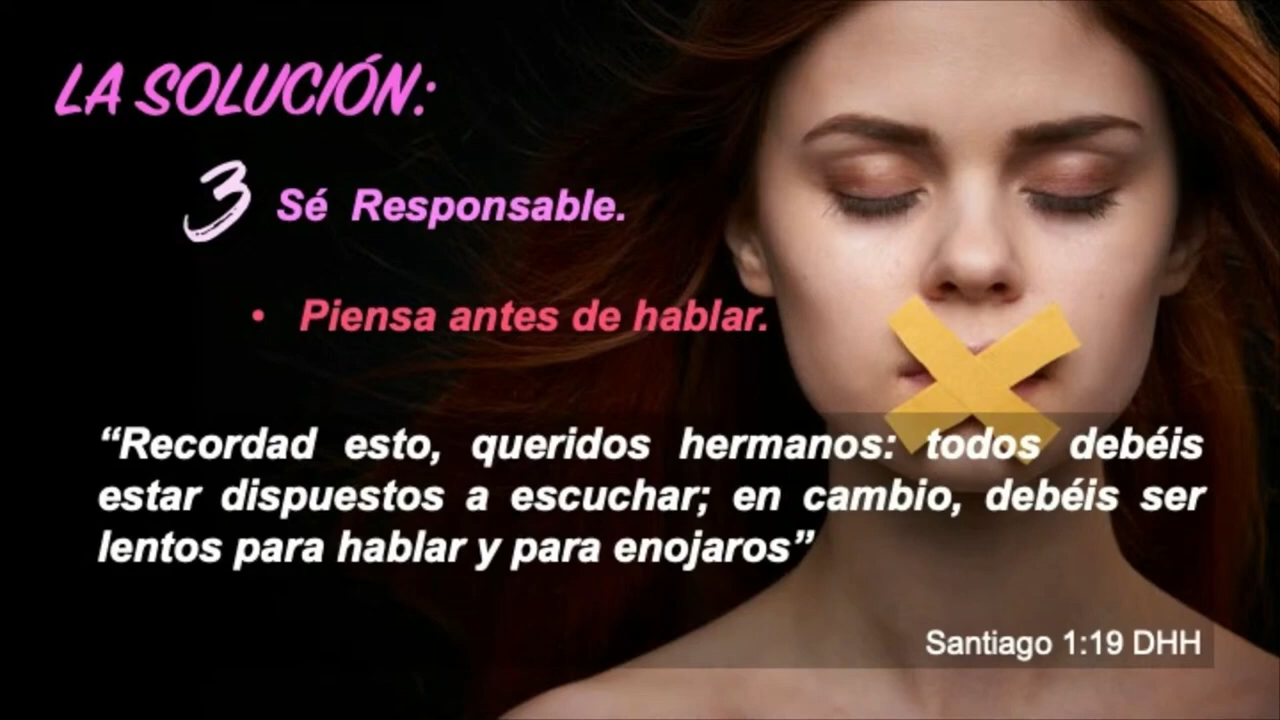 LA SOLUCIÓN:
3 Sé Responsable.
• Piensa antes de hablar.
“Recordad esto, queridos hermanos: todos debéis
estar dispuestos a escuchar; en cambio, debéis ser
lentos para hablar y para enojaros”
Santiago 1:19 DHH